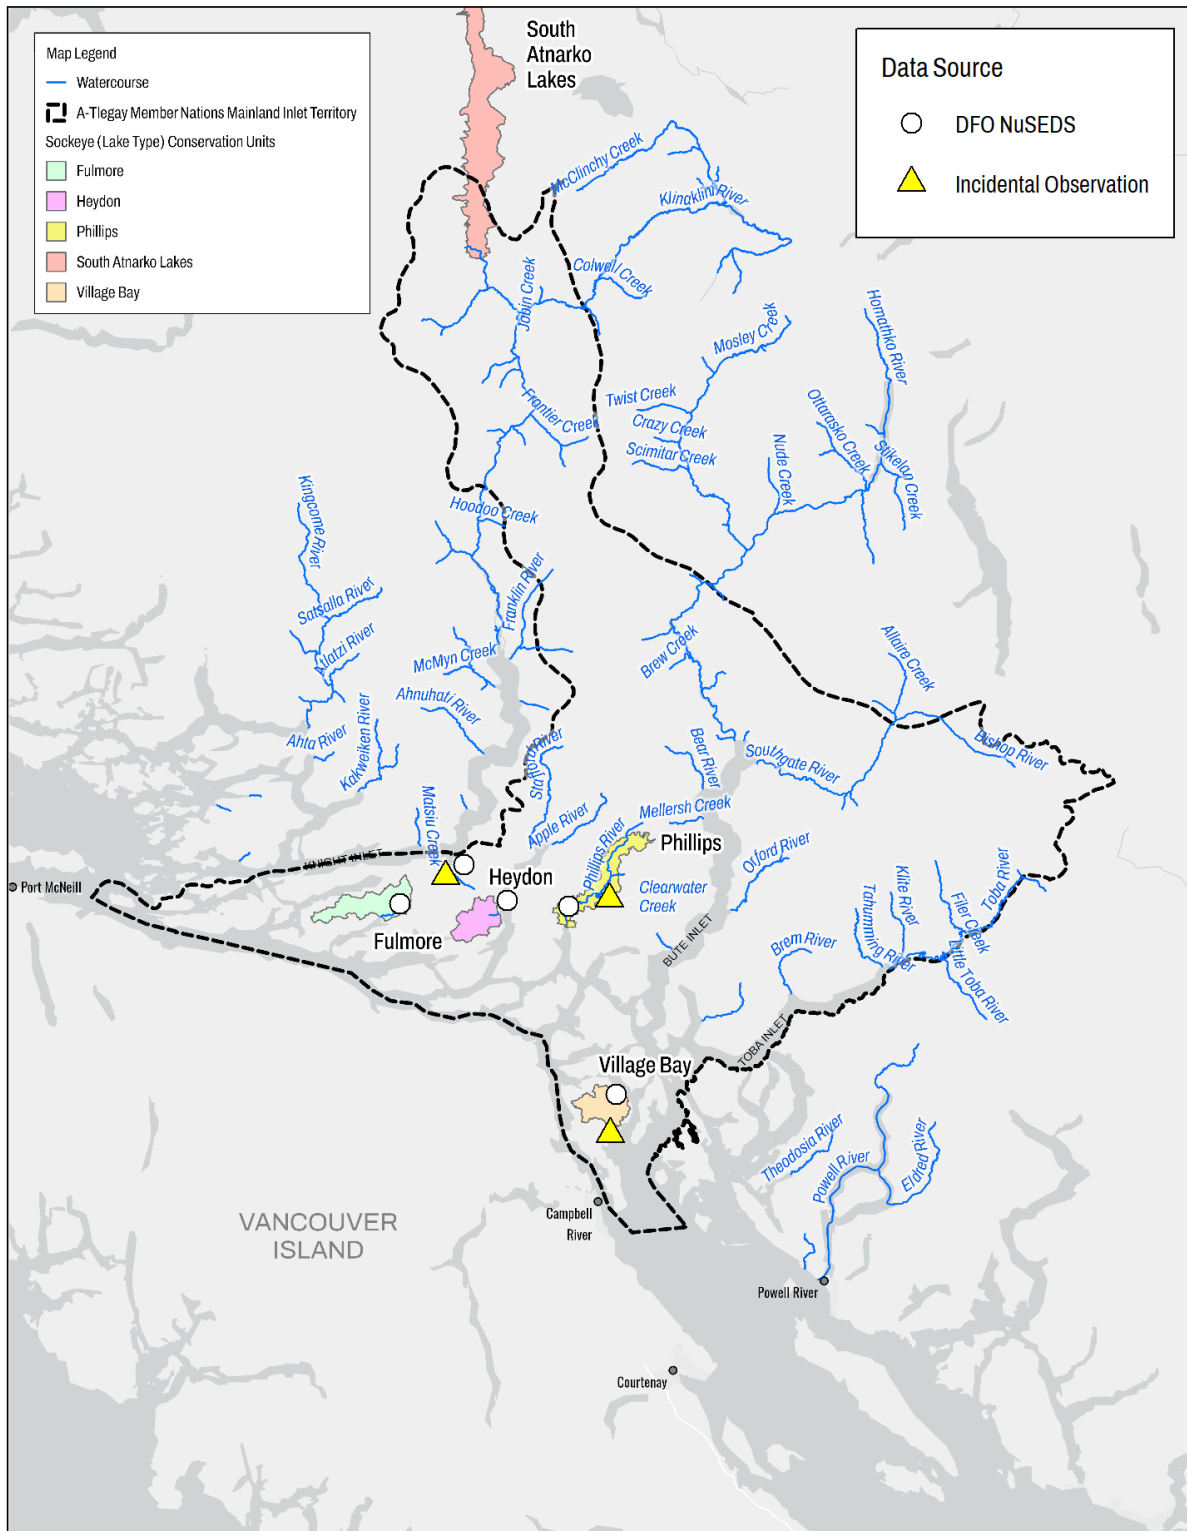 South
Atnarko
Lakes
Map Legend
Watercourse
A-Tlegay Member Nations Mainland Inlet Territory
Sockeye (Lake Type) Conservation Units
Fulmore
Heydon
Phillips
South Atnarko Lakes
Village Bay
Data Source
DFO NuSEDS
Incidental Observation
McClinchy Creek
Klinaklini River
Colwell Creek
Jobin Creek
Homathko River
Mosley Creek
Twist Creek
Frontier Creek
Crazy Creek
Scimitar Creek
Ottarasko Creek
Nude Creek
Stikelan Creek
Kingcome River
Hoodoo Creek
Franklin River
Satsalla River
Atlatzi River
McMyn Creek
Brew Creek
Allaire Creek
Ahnuhati River
Ahta River
Kakweiken River
Stafford River
Bear River
Southgate River
Bishop River
Matsiu Creek
Apple River
Mellersh Creek
Phillips River
Phillips
KNIGHT INLET
Orford River
Port McNeill
Heydon
Clearwater
Creek
Klite River
Tahumming River
Filer Creek
Toba River
Fulmore
BUTE INLET
Brem River
Little Toba River
TOBA INLET
Village Bay
Theodosia River
Powell River
Eldred River
VANCOUVER
ISLAND
Campbell
River
Powell River
Courtenay